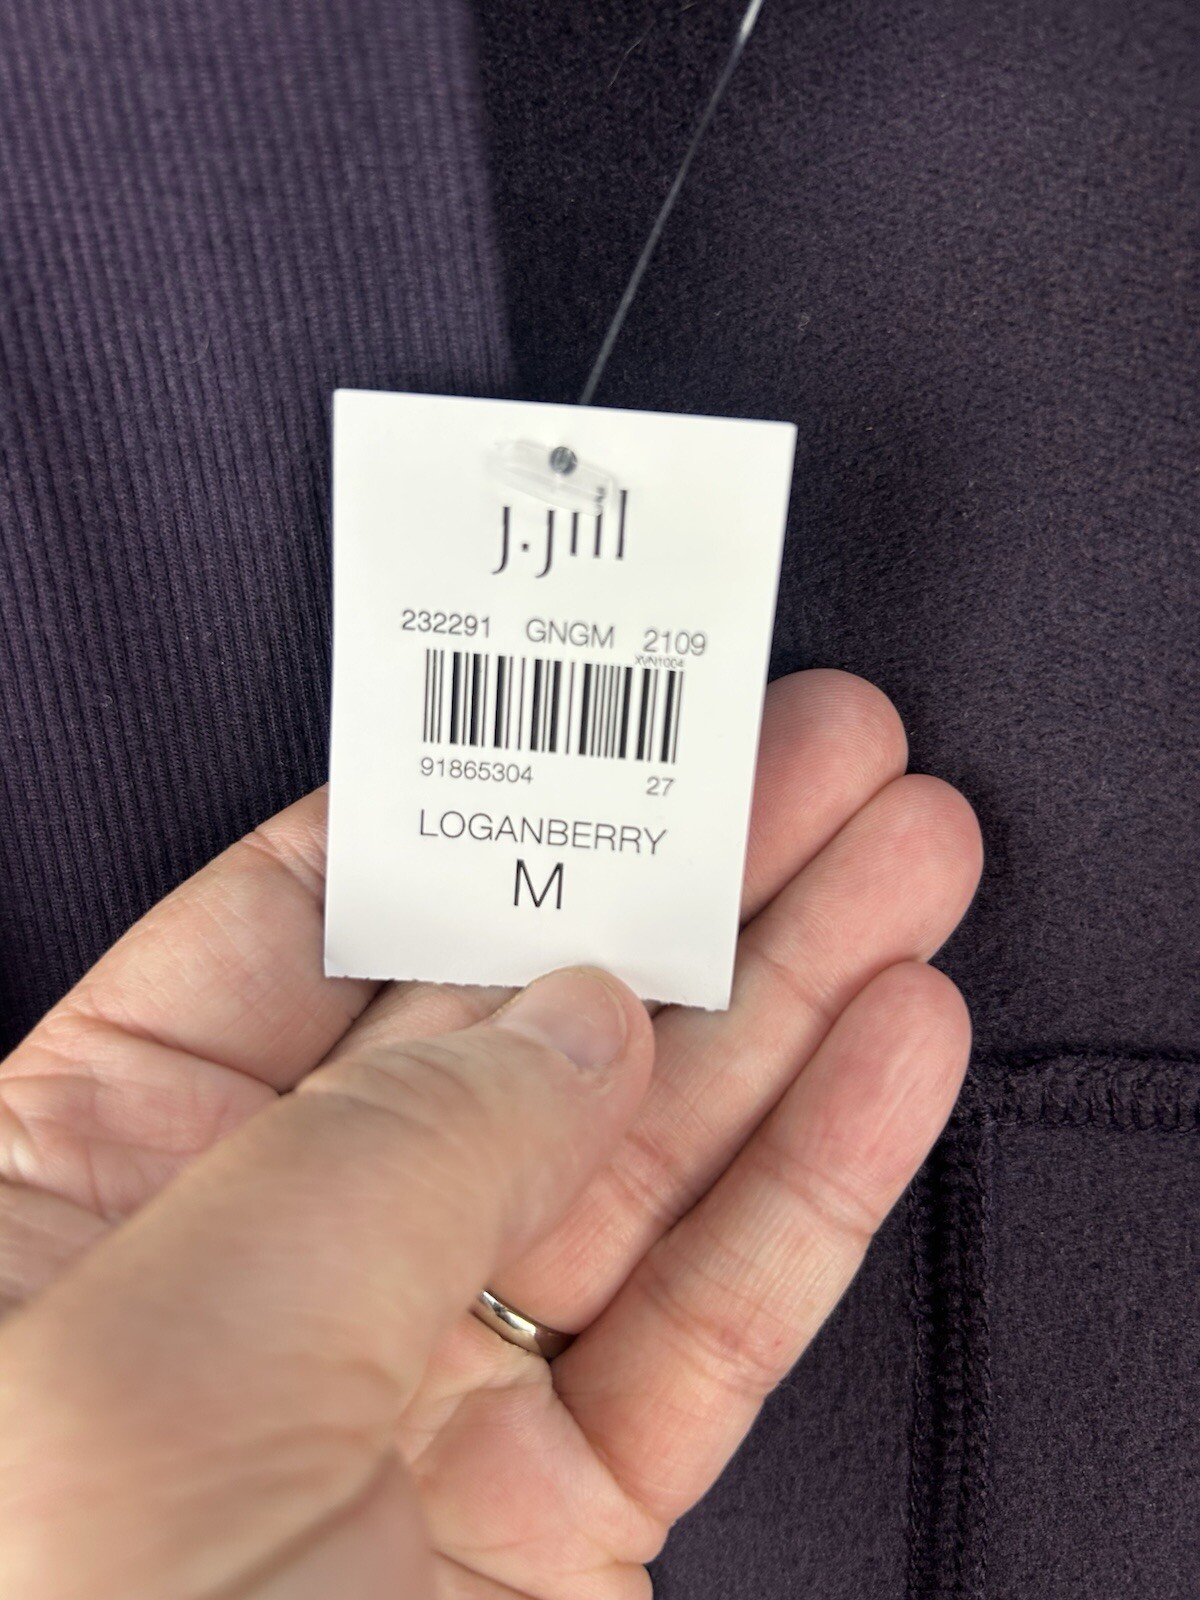 j.jill
232291 GNGM 2109
XVN1004
91865304 27
LOGANBERRY
M